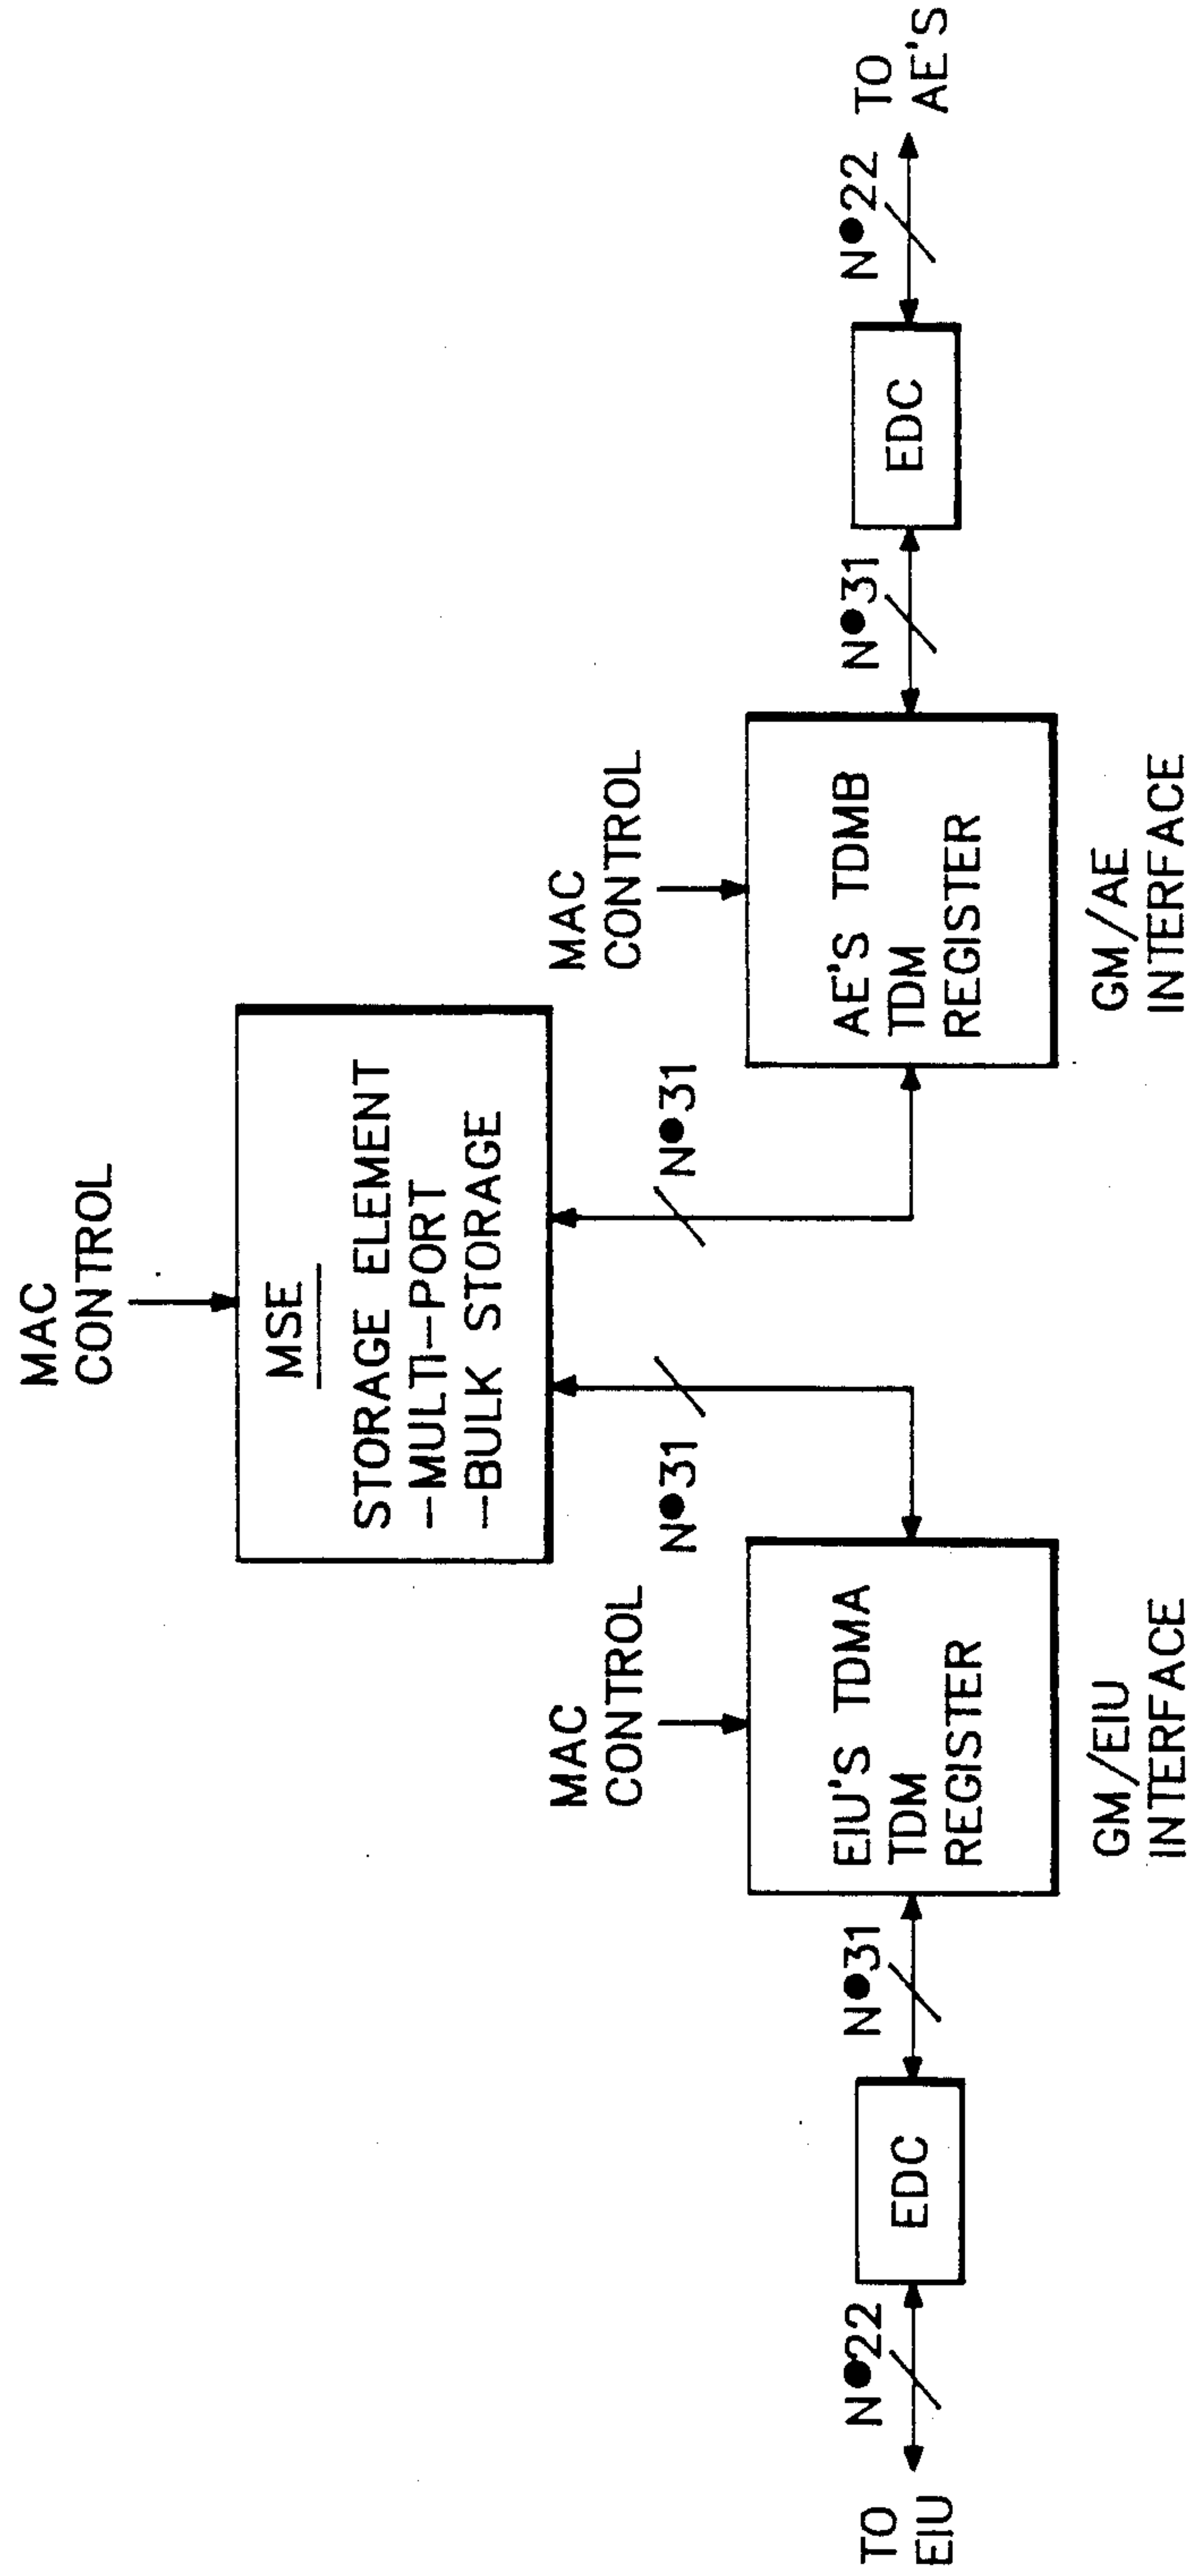 MAC
CONTROL
MSE
STORAGE ELEMENT
-MULTI-PORT
-BULK STORAGE
MAC
CONTROL
N•31
N•31
MAC
CONTROL
TO
EIU
N•22
EDC
N•31
EIU'S TDMA
TDM
REGISTER
AE'S TDMB
TDM
REGISTER
N•31
EDC
N•22
TO
AE'S
GM/EIU
INTERFACE
GM/AE
INTERFACE